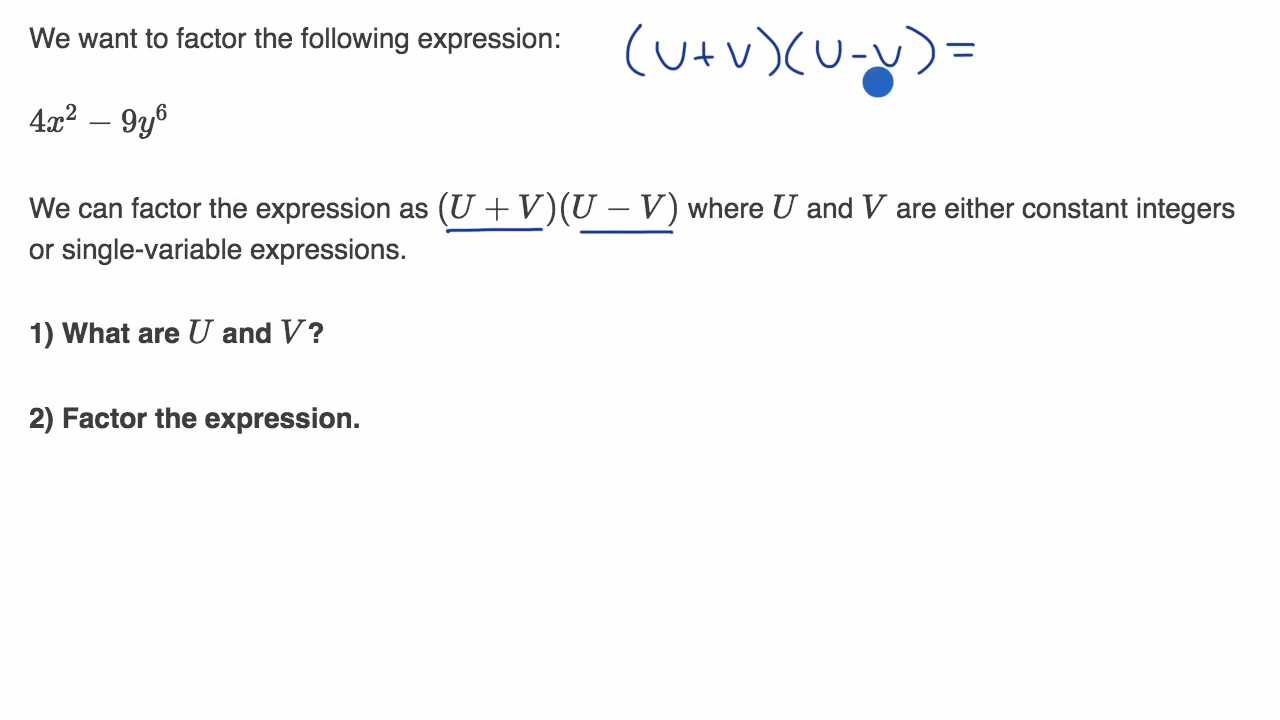 We want to factor the following expression: (U+V)(U-V)=
4x² − 9y⁶
We can factor the expression as (U + V)(U − V) where U and V are either constant integers
or single-variable expressions.
1) What are U and V?
2) Factor the expression.